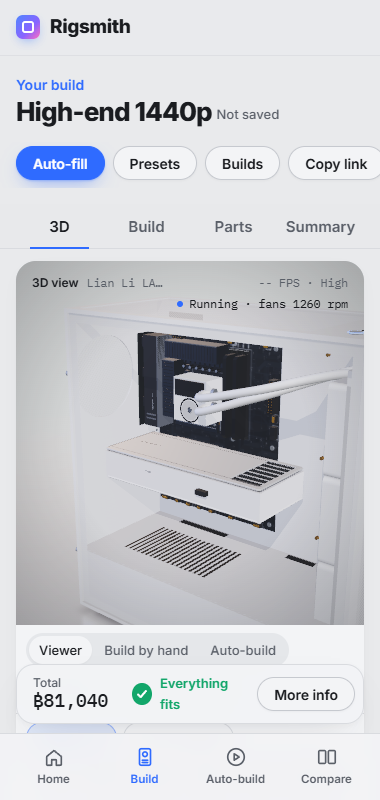 Rigsmith
Your build
High-end 1440p Not saved
Auto-fill Presets Builds Copy link
3D Build Parts Summary
3D view Lian Li LA… -- FPS · High
Running · fans 1260 rpm
Viewer Build by hand Auto-build
Total
฿81,040
Everything
fits
More info
Home Build Auto-build Compare